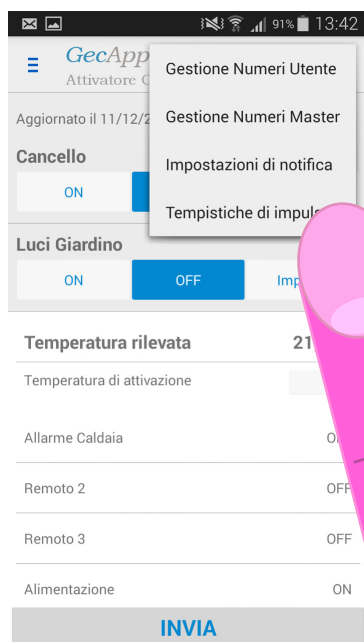 91% 13:42
GecApp
Attivatore
Gestione Numeri Utente
Gestione Numeri Master
Impostazioni di notifica
Tempistiche di
Aggiornato il 11/12/2
Cancello
ON
Luci Giardino
ON OFF
Temperatura rilevata 21
Temperatura di attivazione
Allarme Caldaia
Remoto 2 OFF
Remoto 3 OFF
Alimentazione ON
INVIA